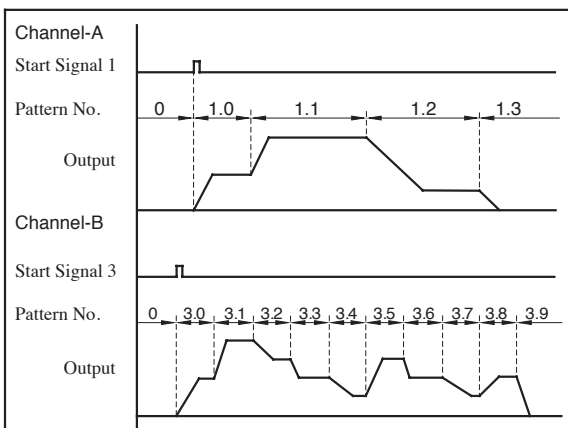 Channel-A
Start Signal 1
Pattern No. 0 1.0 1.1 1.2 1.3
Output
Channel-B
Start Signal 3
Pattern No. 0 3.0 3.1 3.2 3.3 3.4 3.5 3.6 3.7 3.8 3.9
Output